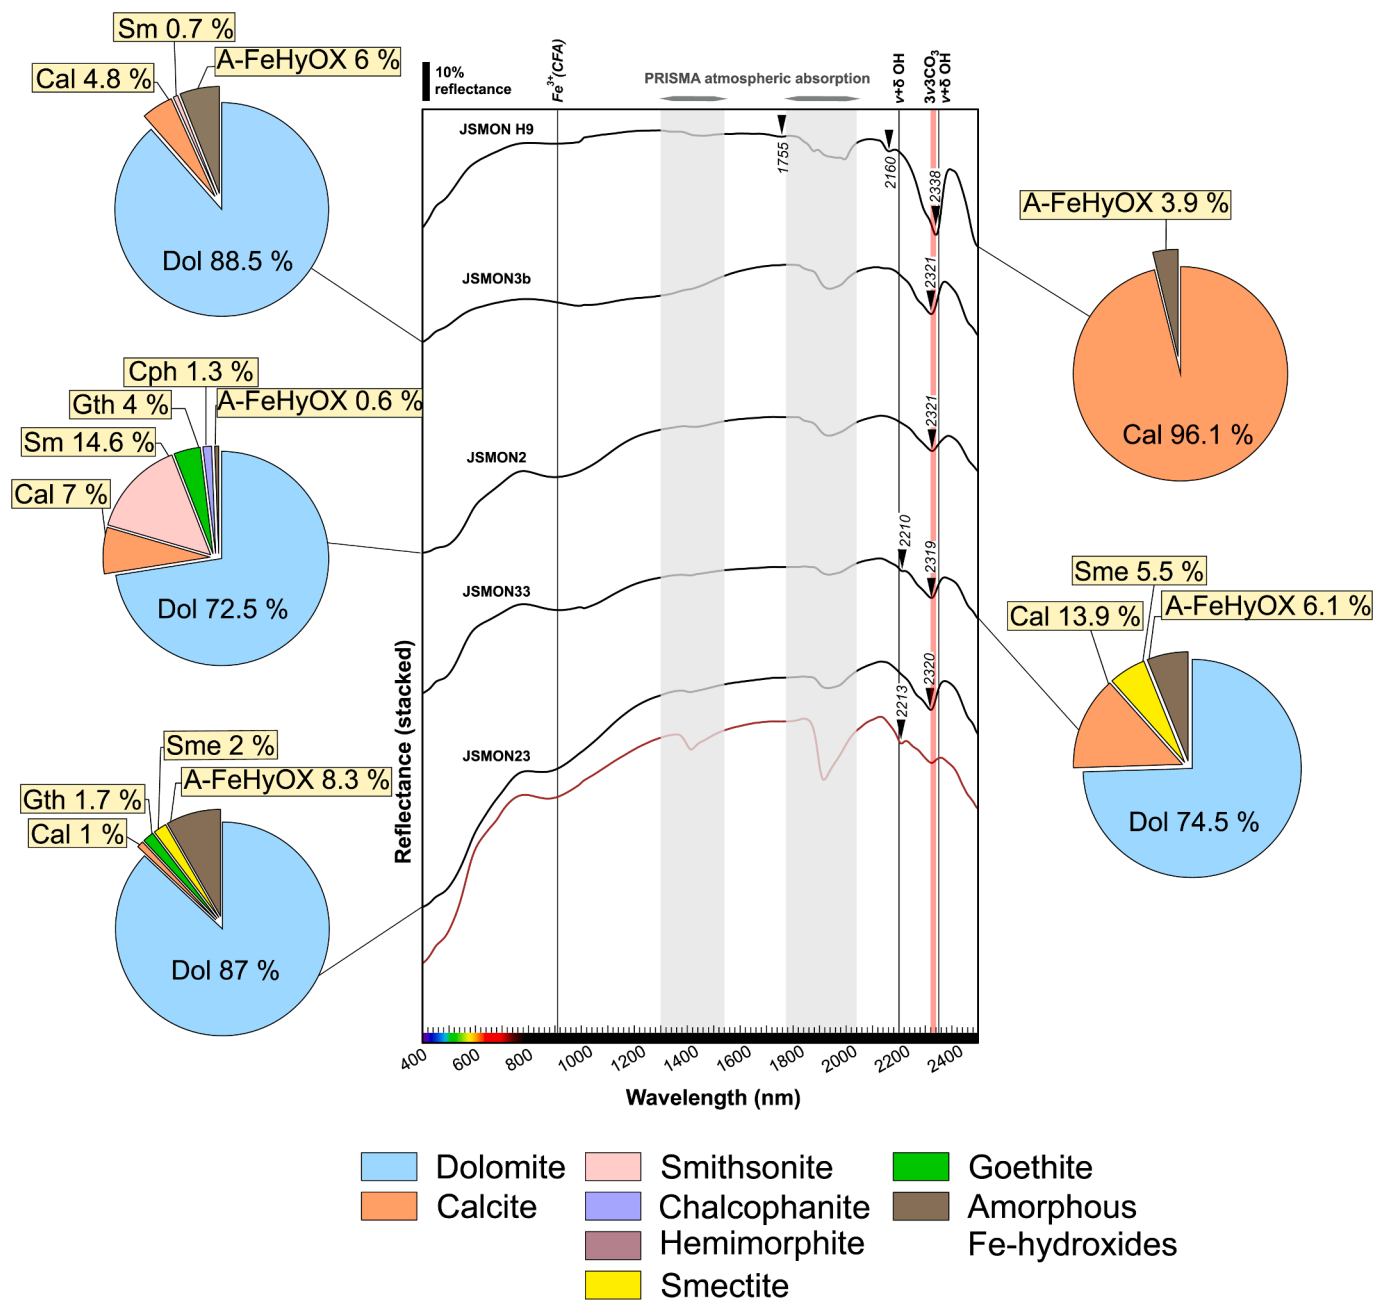 Sm 0.7 %
A-FeHyOX 6 %
Cal 4.8 %
Dol 88.5 %
Cph 1.3 %
Gth 4 %
A-FeHyOX 0.6 %
Sm 14.6 %
Cal 7 %
Dol 72.5 %
Sme 2 %
A-FeHyOX 8.3 %
Gth 1.7 %
Cal 1 %
Dol 87 %
10%
reflectance
Fe3+(CFA)
PRISMA atmospheric absorption
v+δ OH
3v3CO3
v+δ OH
JSMON H9
1755
2160
2338
JSMON3b
2321
JSMON2
2321
JSMON33
2210
2319
JSMON23
2320
2213
Reflectance (stacked)
400
600
800
1000
1200
1400
1600
1800
2000
2200
2400
Wavelength (nm)
A-FeHyOX 3.9 %
Cal 96.1 %
Sme 5.5 %
A-FeHyOX 6.1 %
Cal 13.9 %
Dol 74.5 %
Dolomite
Calcite
Smithsonite
Chalcophanite
Hemimorphite
Smectite
Goethite
Amorphous
Fe-hydroxides